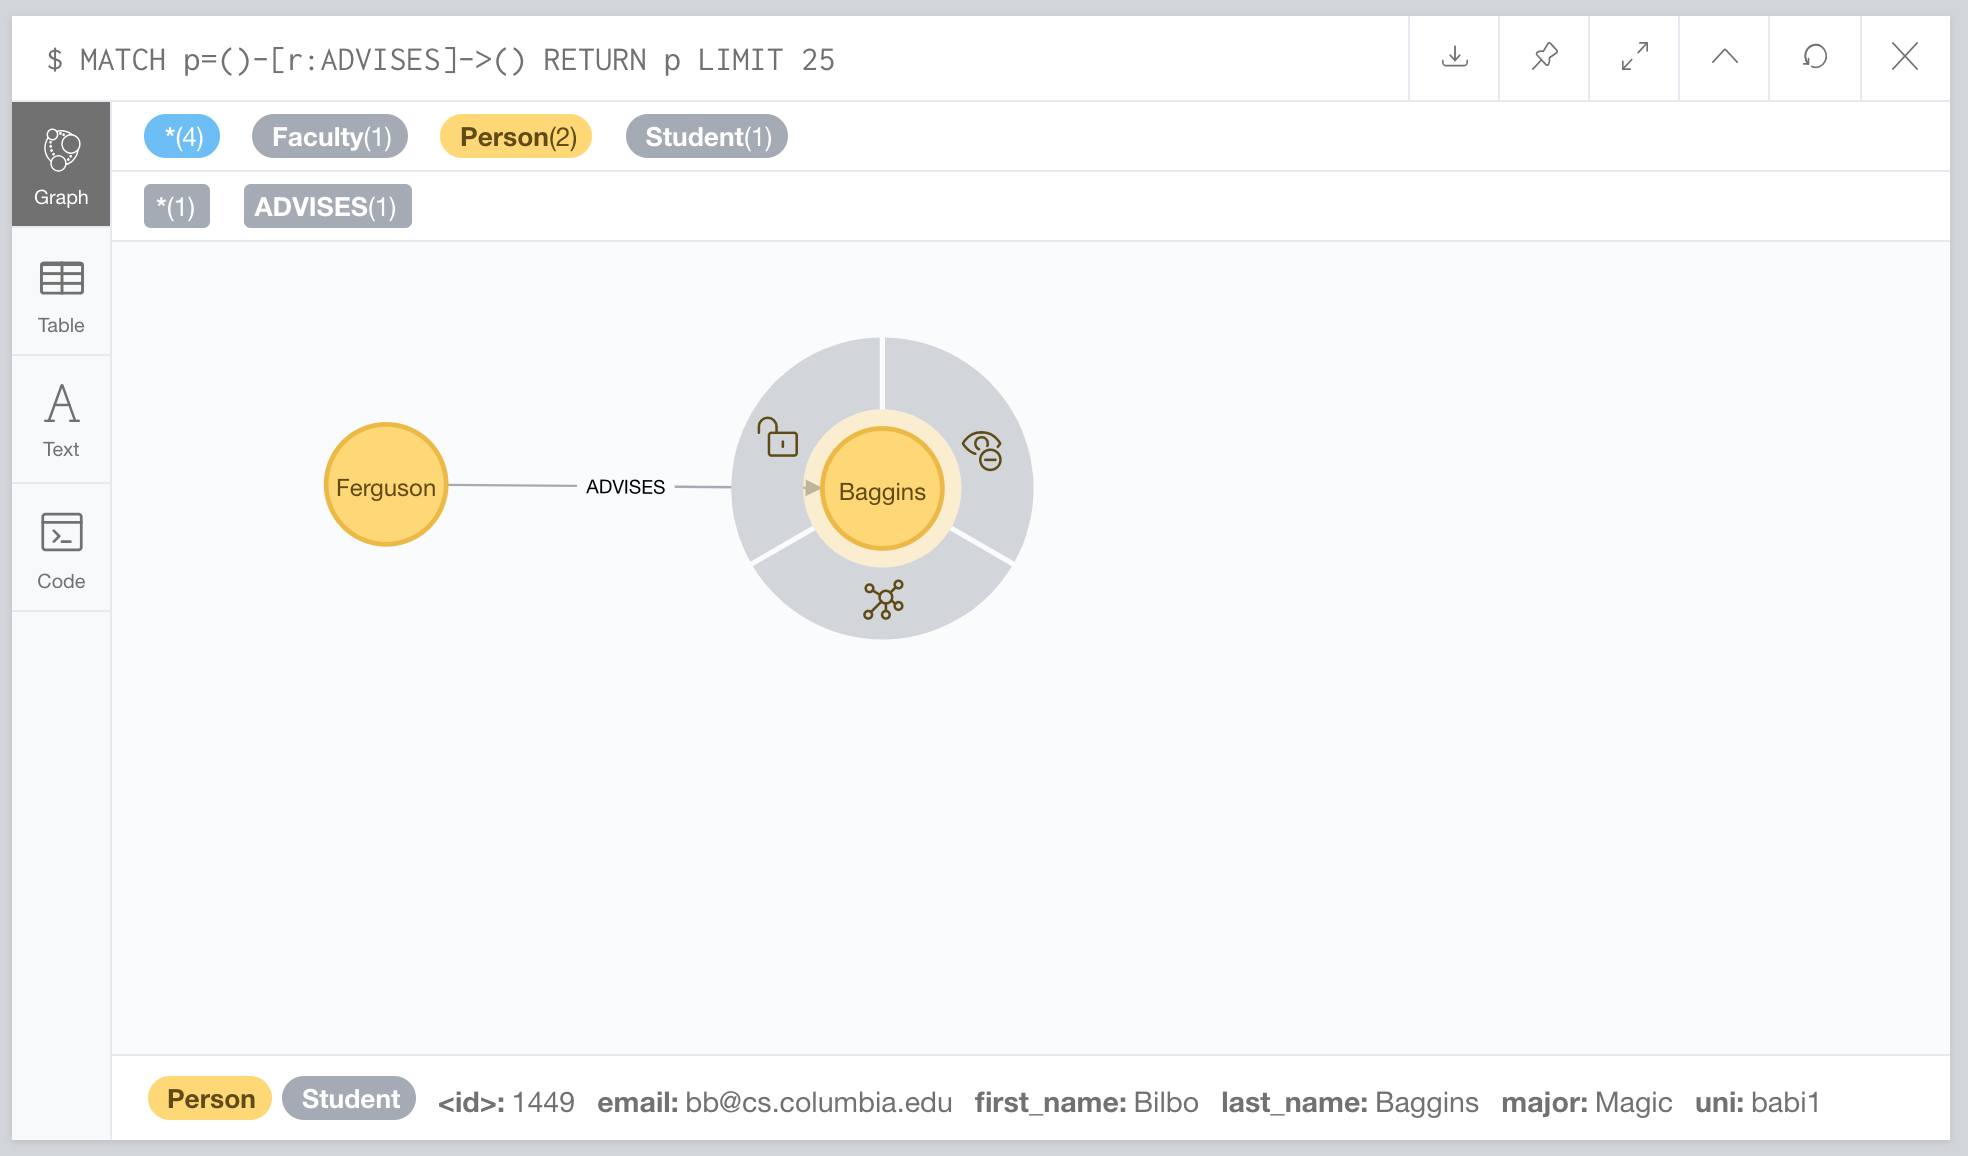 $ MATCH p=()-[r:ADVISES]->() RETURN p LIMIT 25
*(4) Faculty(1) Person(2) Student(1)
*(1) ADVISES(1)
Graph
Table
Text
Code
Ferguson ADVISES Baggins
Person Student <id>: 1449 email: bb@cs.columbia.edu first_name: Bilbo last_name: Baggins major: Magic uni: babi1